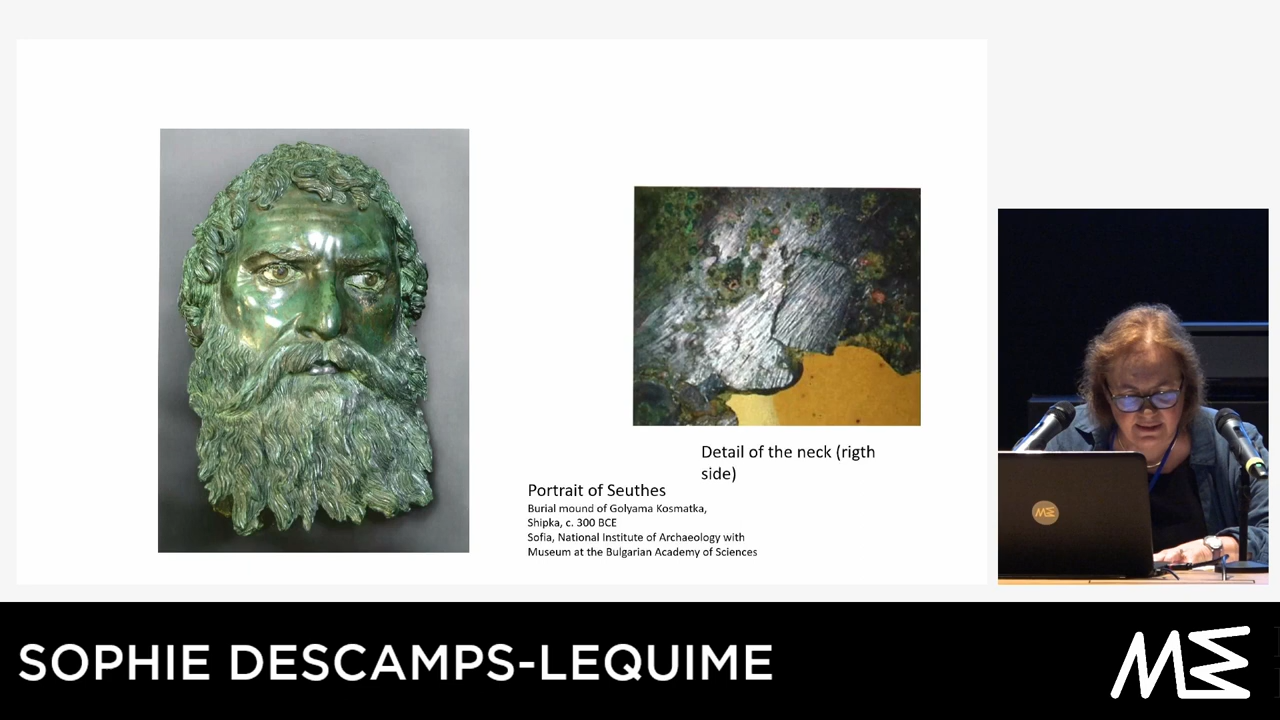 Detail of the neck (rigth
side)
Portrait of Seuthes
Burial mound of Golyama Kosmatka,
Shipka, c. 300 BCE
Sofia, National Institute of Archaeology with
Museum at the Bulgarian Academy of Sciences
SOPHIE DESCAMPS-LEQUIME
ME